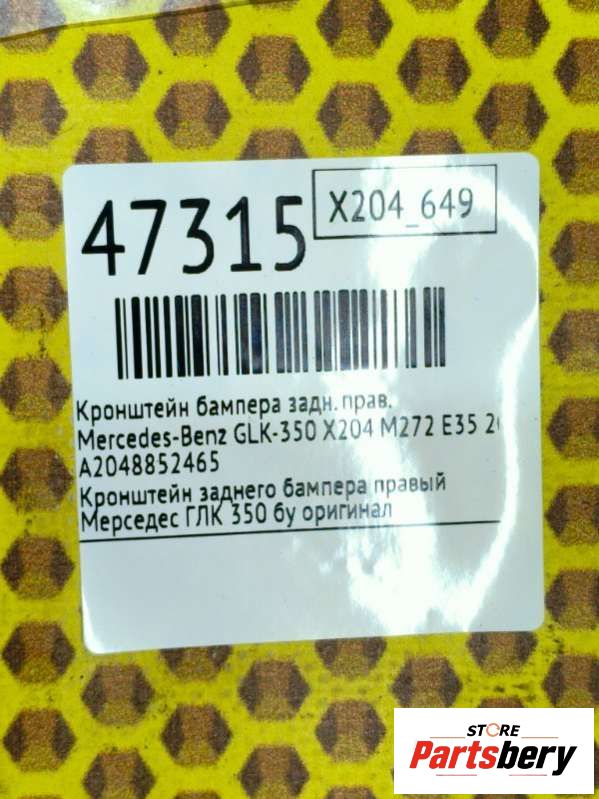 47315
X204_649
Кронштейн бампера задн. прав.
Mercedes-Benz GLK-350 X204 M272 E35
A2048852465
Кронштейн заднего бампера правый
Мерседес ГЛК 350 бу оригинал
STORE
Partsbery